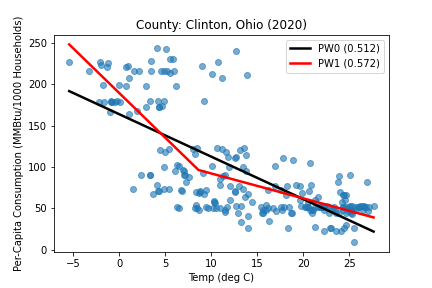 County: Clinton, Ohio (2020)
PW0 (0.512)
PW1 (0.572)
Per-Capita Consumption (MMBtu/1000 Households)
250
200
150
100
50
0
−5
0
5
10
15
20
25
Temp (deg C)